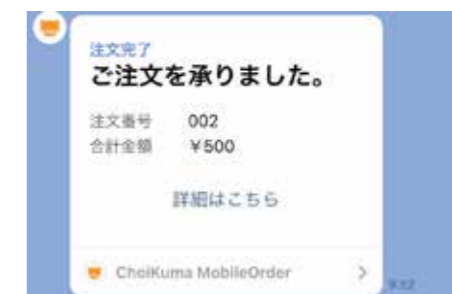 注文完了
ご注文を承りました。
注文番号 002
合計金額 ¥500
詳細はこちら
ChoiKuma MobileOrder